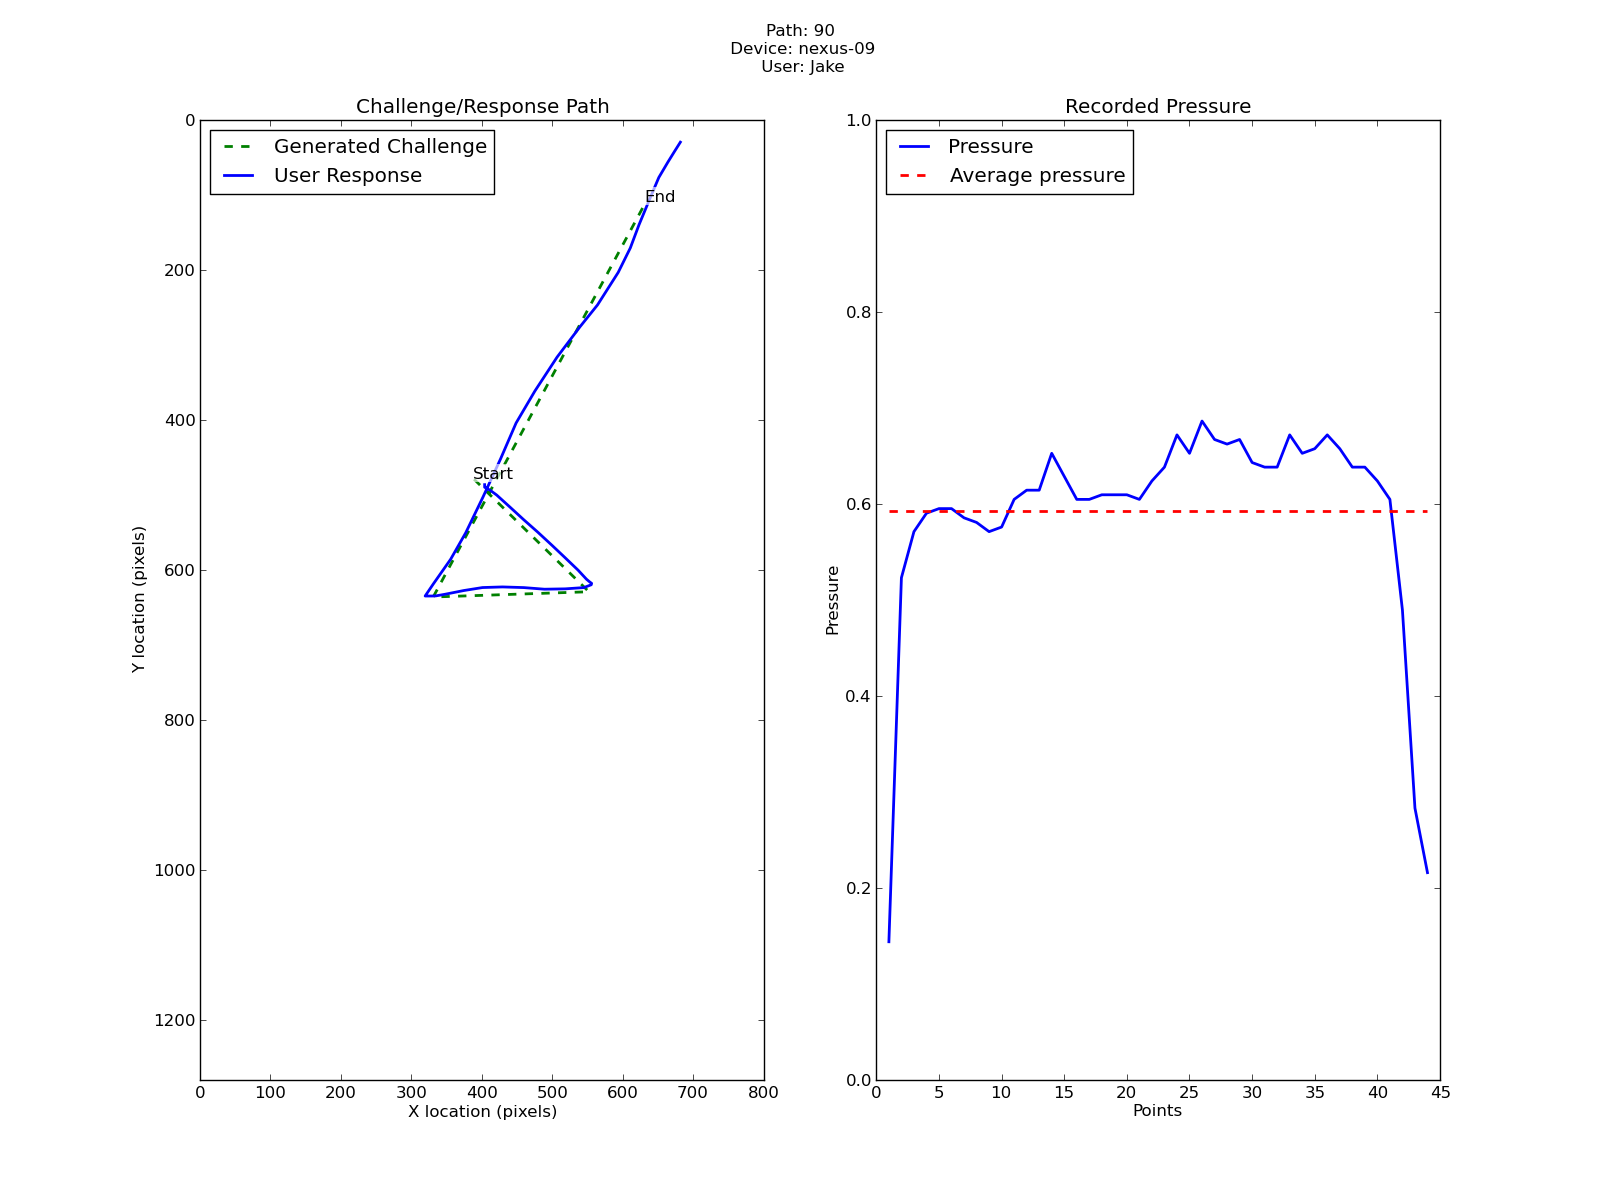 Path: 90
Device: nexus-09
User: Jake
Challenge/Response Path
Generated Challenge
User Response
End
Start
0
200
400
600
800
1000
1200
Y location (pixels)
0 100 200 300 400 500 600 700 800
X location (pixels)
Recorded Pressure
Pressure
Average pressure
1.0
0.8
0.6
0.4
0.2
0.0
Pressure
0 5 10 15 20 25 30 35 40 45
Points